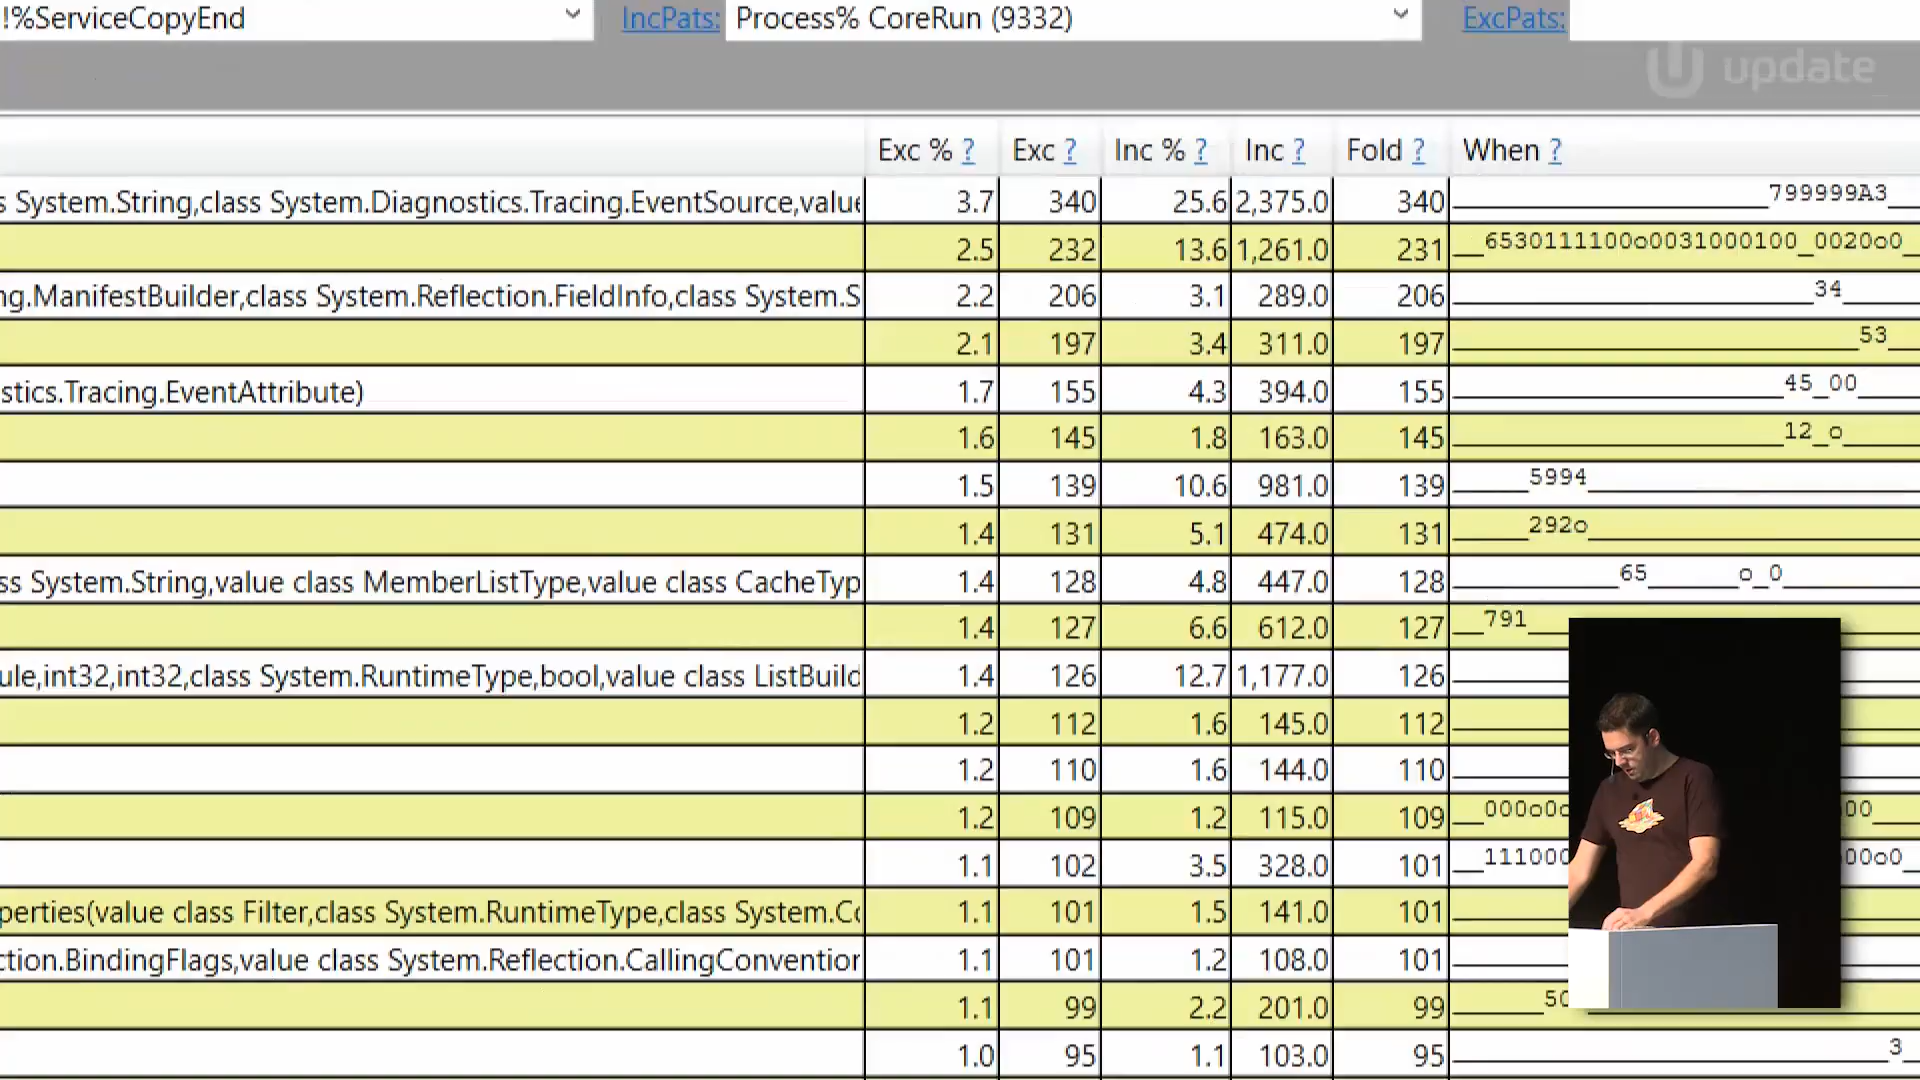 !%ServiceCopyEnd IncPats: Process% CoreRun (9332) ExcPats:
update
Exc % ? Exc ? Inc % ? Inc ? Fold ? When ?
s System.String,class System.Diagnostics.Tracing.EventSource,value 3.7 340 25.6 2,375.0 340 799999A3
2.5 232 13.6 1,261.0 231 __6530111100o0031000100_0020o0_
ng.ManifestBuilder,class System.Reflection.FieldInfo,class System.S 2.2 206 3.1 289.0 206 34
2.1 197 3.4 311.0 197 53
stics.Tracing.EventAttribute) 1.7 155 4.3 394.0 155 45_00
1.6 145 1.8 163.0 145 12_o
1.5 139 10.6 981.0 139 5994
1.4 131 5.1 474.0 131 292o
ss System.String,value class MemberListType,value class CacheTyp 1.4 128 4.8 447.0 128 65 o_0
1.4 127 6.6 612.0 127 791
ule,int32,int32,class System.RuntimeType,bool,value class ListBuild 1.4 126 12.7 1,177.0 126
1.2 112 1.6 145.0 112
1.2 110 1.6 144.0 110
1.2 109 1.2 115.0 109 000o0 00
1.1 102 3.5 328.0 101 111000 00o0
perties(value class Filter,class System.RuntimeType,class System.Co 1.1 101 1.5 141.0 101
ction.BindingFlags,value class System.Reflection.CallingConvention 1.1 101 1.2 108.0 101
1.1 99 2.2 201.0 99 5
1.0 95 1.1 103.0 95 3